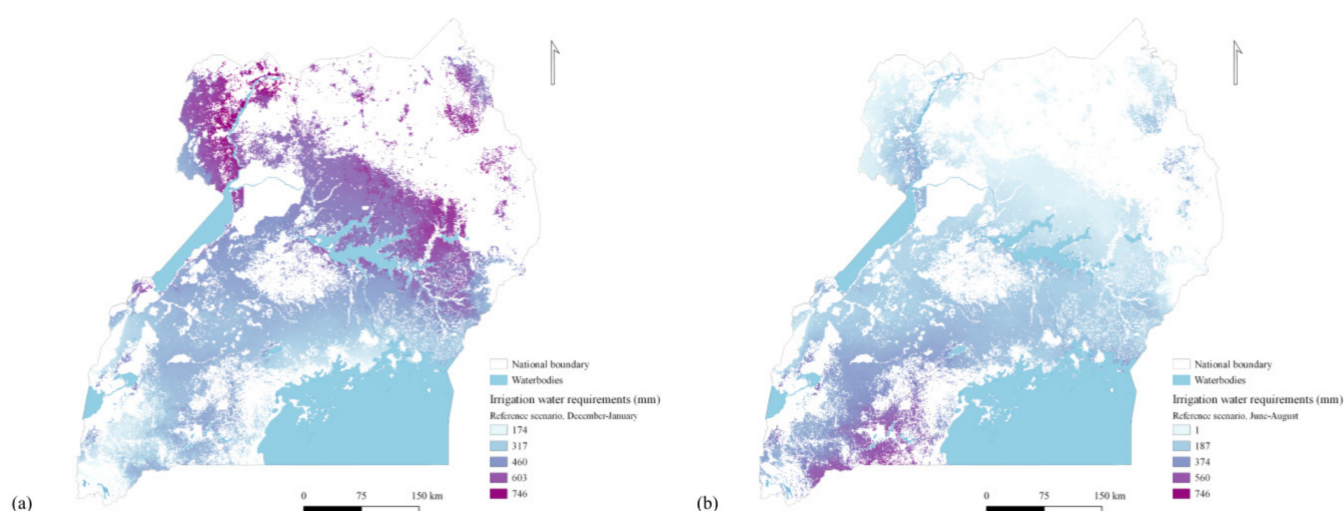 National boundary
Waterbodies
Irrigation water requirements (mm)
Reference scenario, December-January
174
317
460
603
746
(a)
0 75 150 km
National boundary
Waterbodies
Irrigation water requirements (mm)
Reference scenario, June-August
1
187
374
560
746
(b)
0 75 150 km